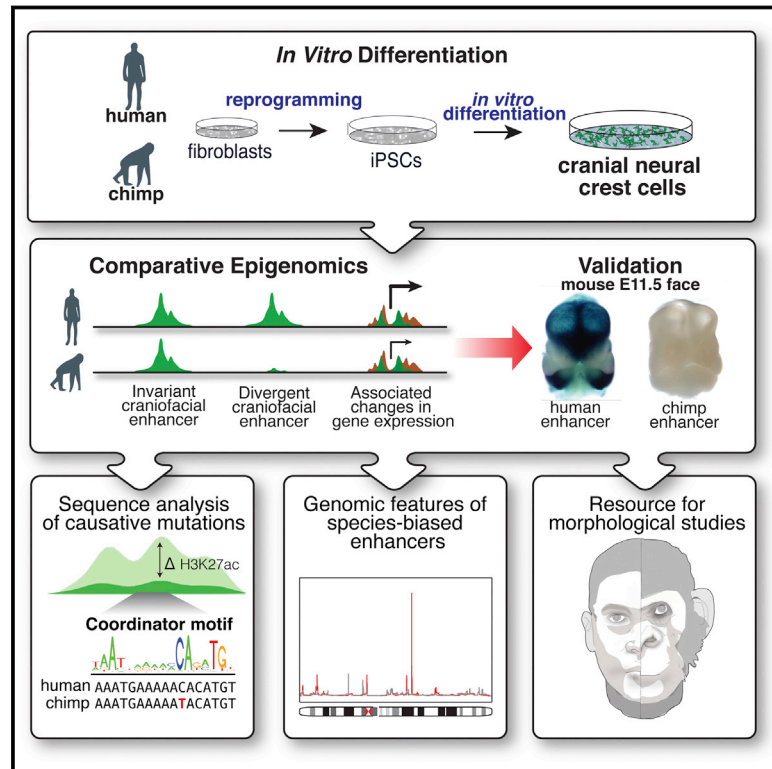 In Vitro Differentiation
human
chimp
reprogramming
fibroblasts
iPSCs
in vitro
differentiation
cranial neural
crest cells
Comparative Epigenomics
Invariant
craniofacial
enhancer
Divergent
craniofacial
enhancer
Associated
changes in
gene expression
Validation
mouse E11.5 face
human
enhancer
chimp
enhancer
Sequence analysis
of causative mutations
Δ H3K27ac
Coordinator motif
TAAT AAAAACAGATG
human AAATGAAAAACACATGT
chimp AAATGAAAAATACATGT
Genomic features of
species-biased
enhancers
Resource for
morphological studies